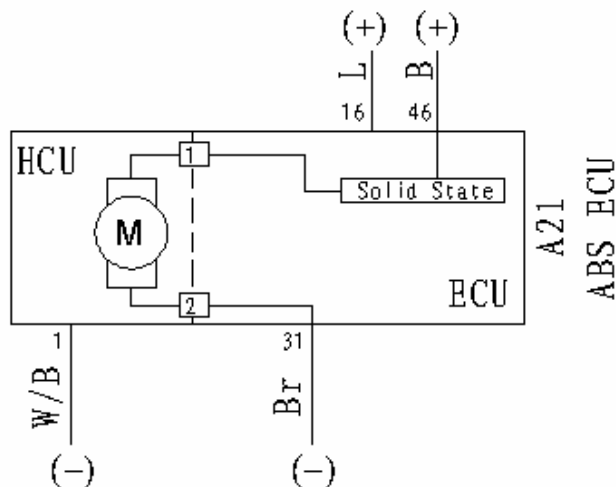 (+) (+)
L B
16 46
HCU
1
Solid State
M
ECU
2
A21
ABS ECU
1 31
W/B Br
(-) (-)